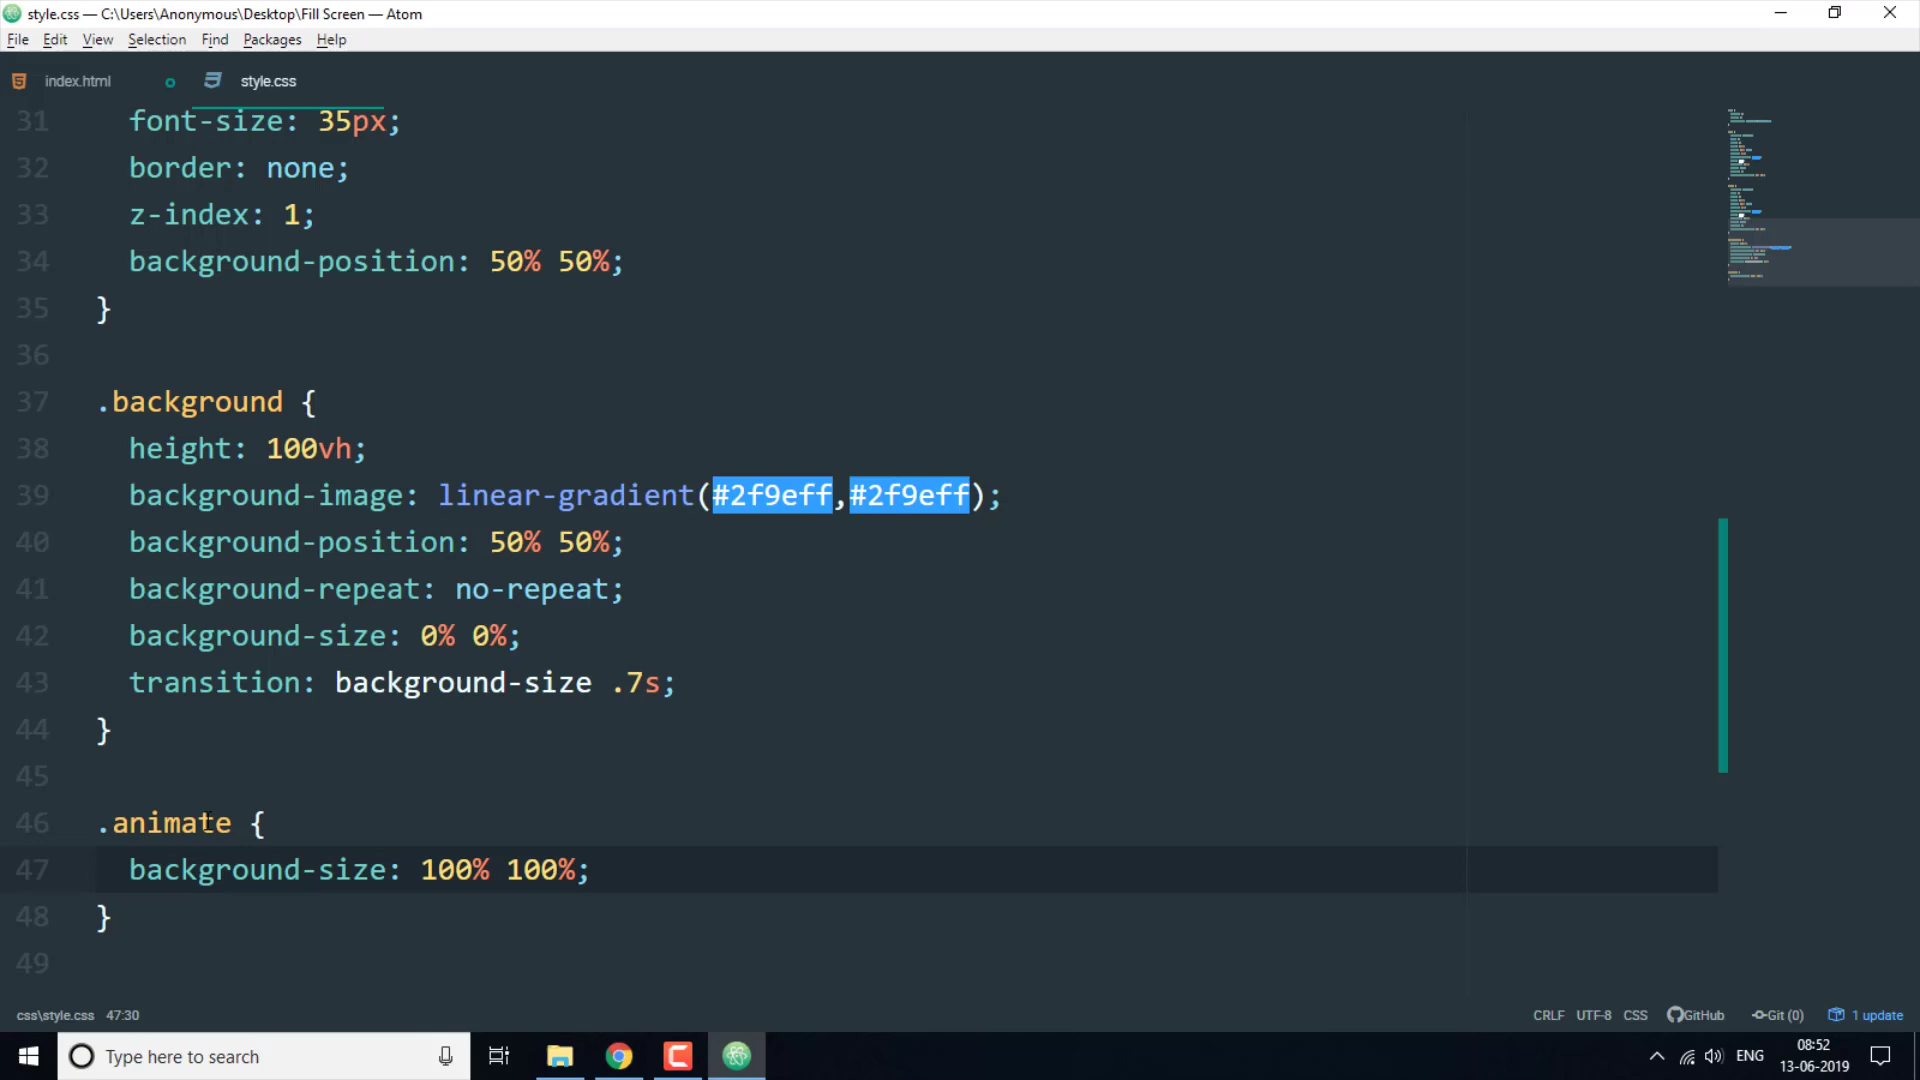 style.css — C:\Users\Anonymous\Desktop\Fill Screen — Atom
File Edit View Selection Find Packages Help
index.html style.css
31 font-size: 35px;
32 border: none;
33 z-index: 1;
34 background-position: 50% 50%;
35 }
36
37 .background {
38 height: 100vh;
39 background-image: linear-gradient(#2f9eff,#2f9eff);
40 background-position: 50% 50%;
41 background-repeat: no-repeat;
42 background-size: 0% 0%;
43 transition: background-size .7s;
44 }
45
46 .animate {
47 background-size: 100% 100%;
48 }
49
css\style.css 47:30 CRLF UTF-8 CSS GitHub Git (0) 1 update
Type here to search ENG 08:52
13-06-2019